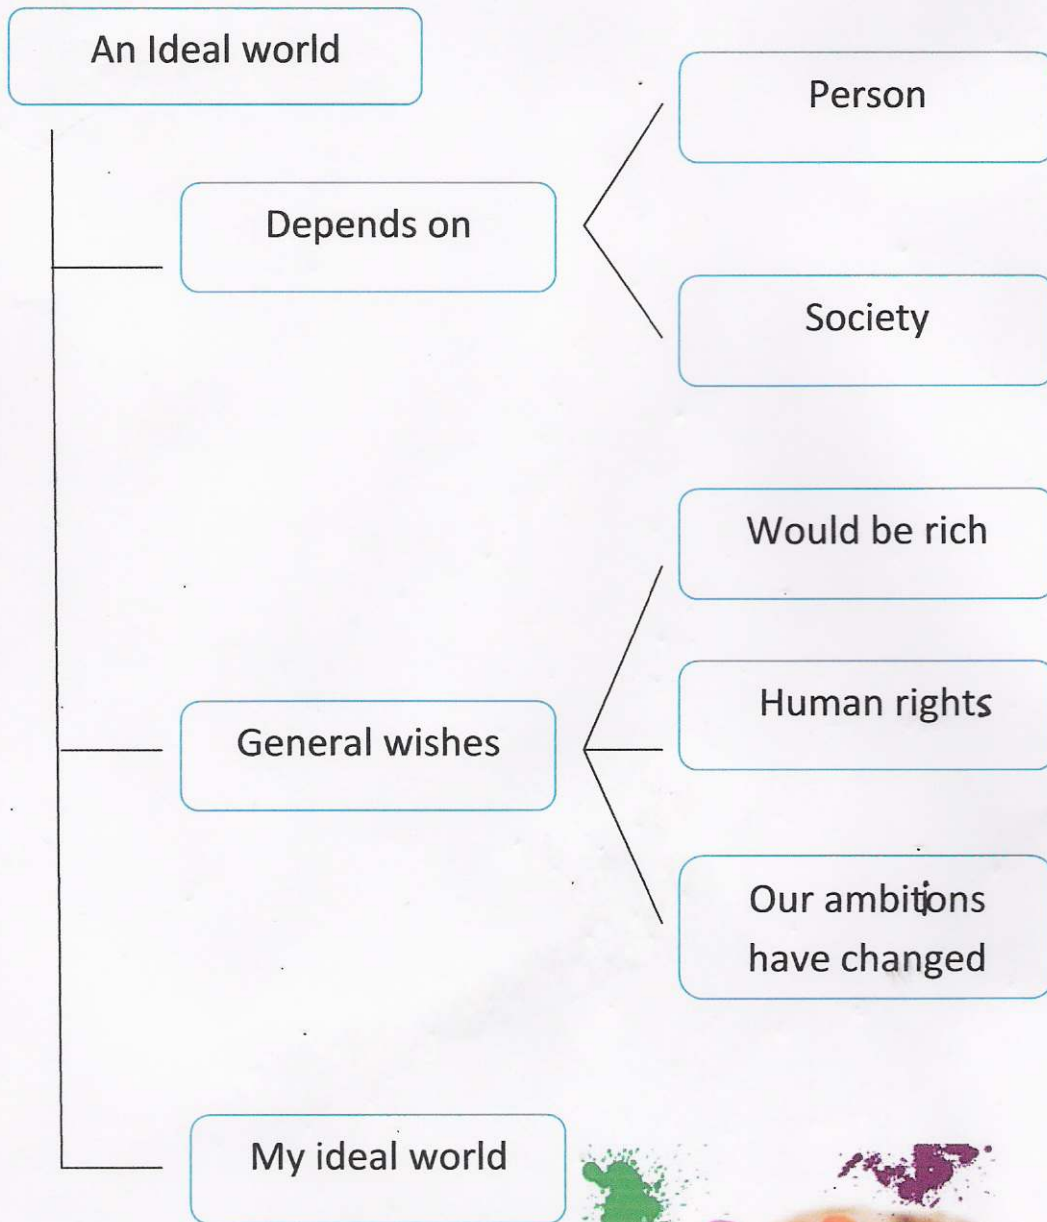 An Ideal world
Depends on
Person
Society
General wishes
Would be rich
Human rights
Our ambitions
have changed
My ideal world